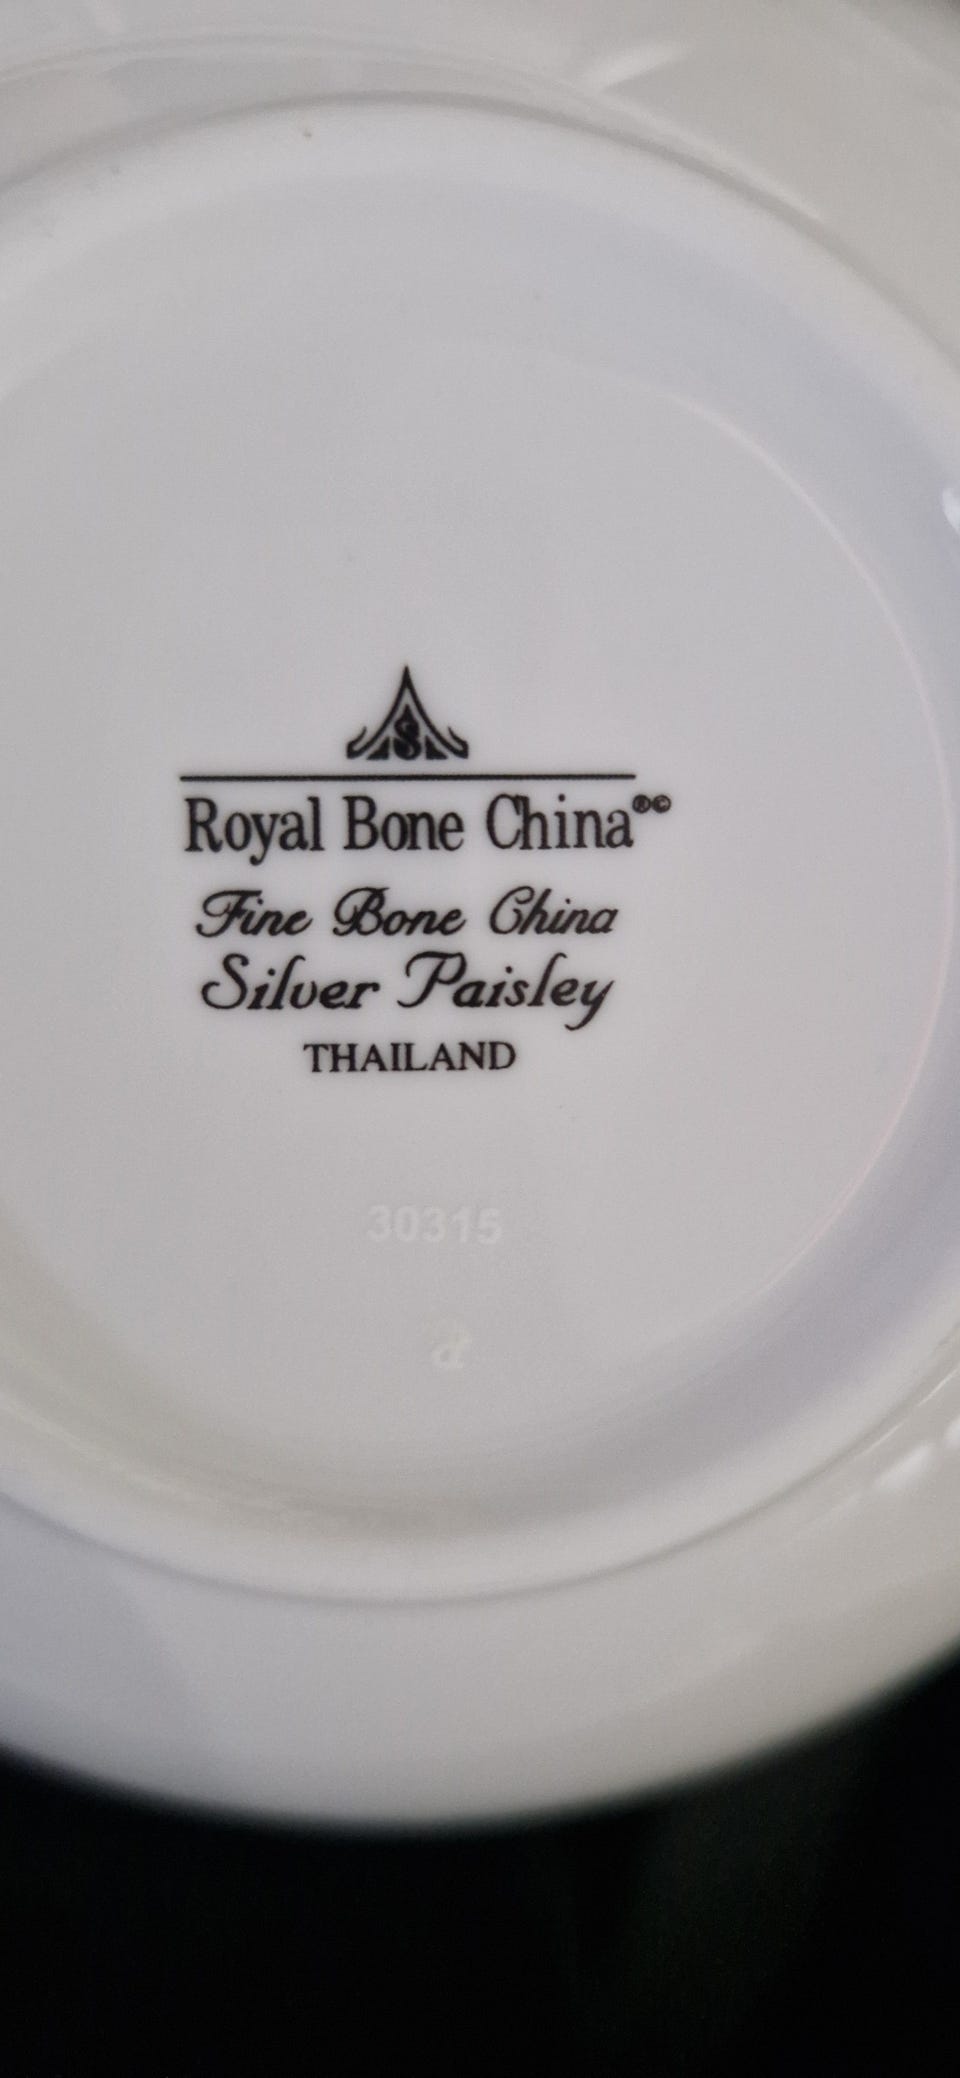 Royal Bone China®©
Fine Bone China
Silver Paisley
THAILAND
30315